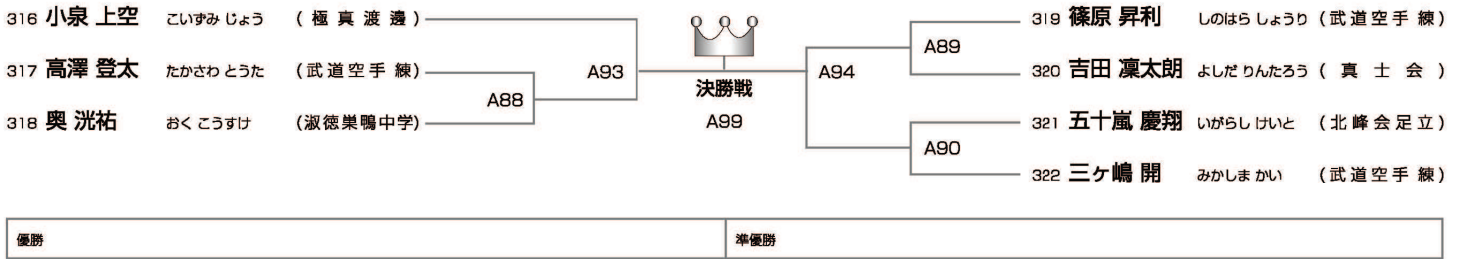 316 小泉 上空 こいずみ じょう (極真渡邊)
317 高澤 登太 たかさわ とうた (武道空手 練)
318 奥 洸祐 おく こうすけ (淑徳巣鴨中学)
A88
A93
決勝戦
A99
A94
A89
A90
319 篠原 昇利 しのはら しょうり (武道空手 練)
320 吉田 凜太朗 よしだ りんたろう (真士会)
321 五十嵐 慶翔 いがらし けいと (北峰会足立)
322 三ヶ嶋 開 みかしま かい (武道空手 練)
優勝
準優勝